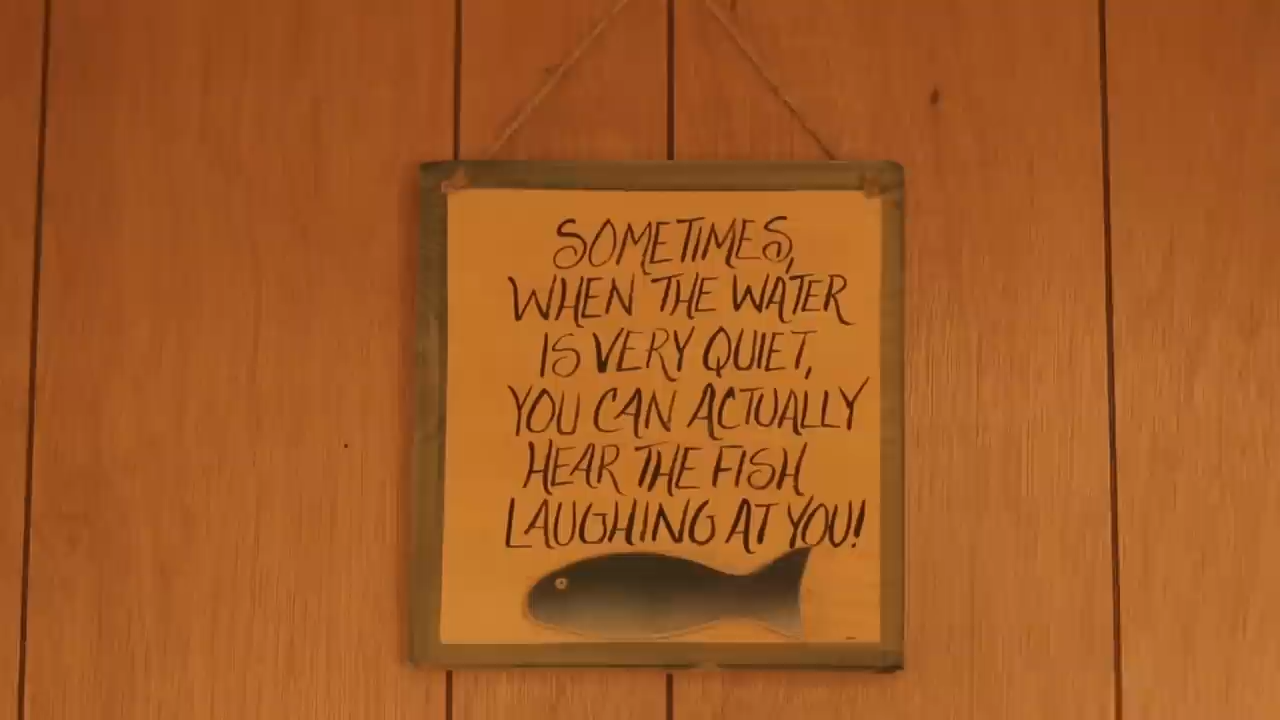 SOMETIMES,
WHEN THE WATER
IS VERY QUIET,
YOU CAN ACTUALLY
HEAR THE FISH
LAUGHING AT YOU!